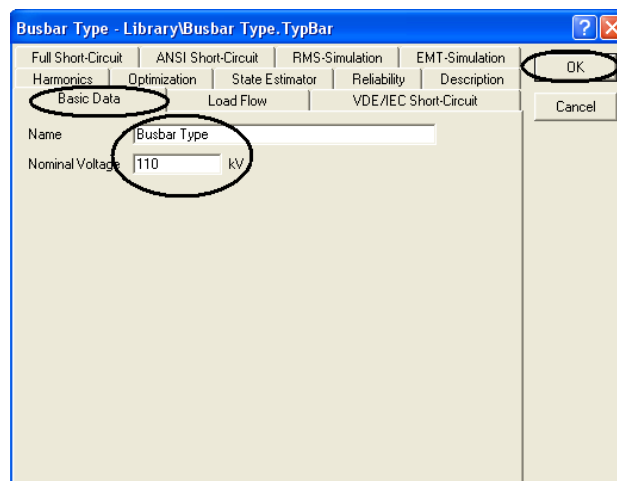 Busbar Type - Library\Busbar Type.TypBar
Full Short-Circuit ANSI Short-Circuit RMS-Simulation EMT-Simulation
Harmonics Optimization State Estimator Reliability Description
Basic Data Load Flow VDE/IEC Short-Circuit
OK
Cancel
Name Busbar Type
Nominal Voltage 110 kV